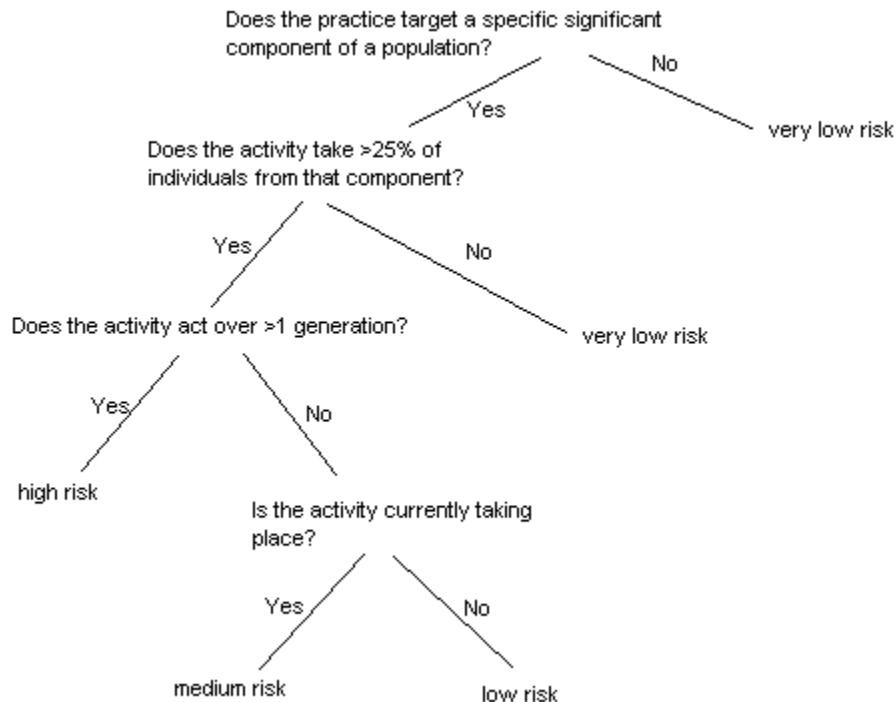 Does the practice target a specific significant
component of a population?
No
Yes
very low risk
Does the activity take >25% of
individuals from that component?
Yes
No
Does the activity act over >1 generation?
very low risk
Yes
No
high risk
Is the activity currently taking
place?
Yes
No
medium risk
low risk